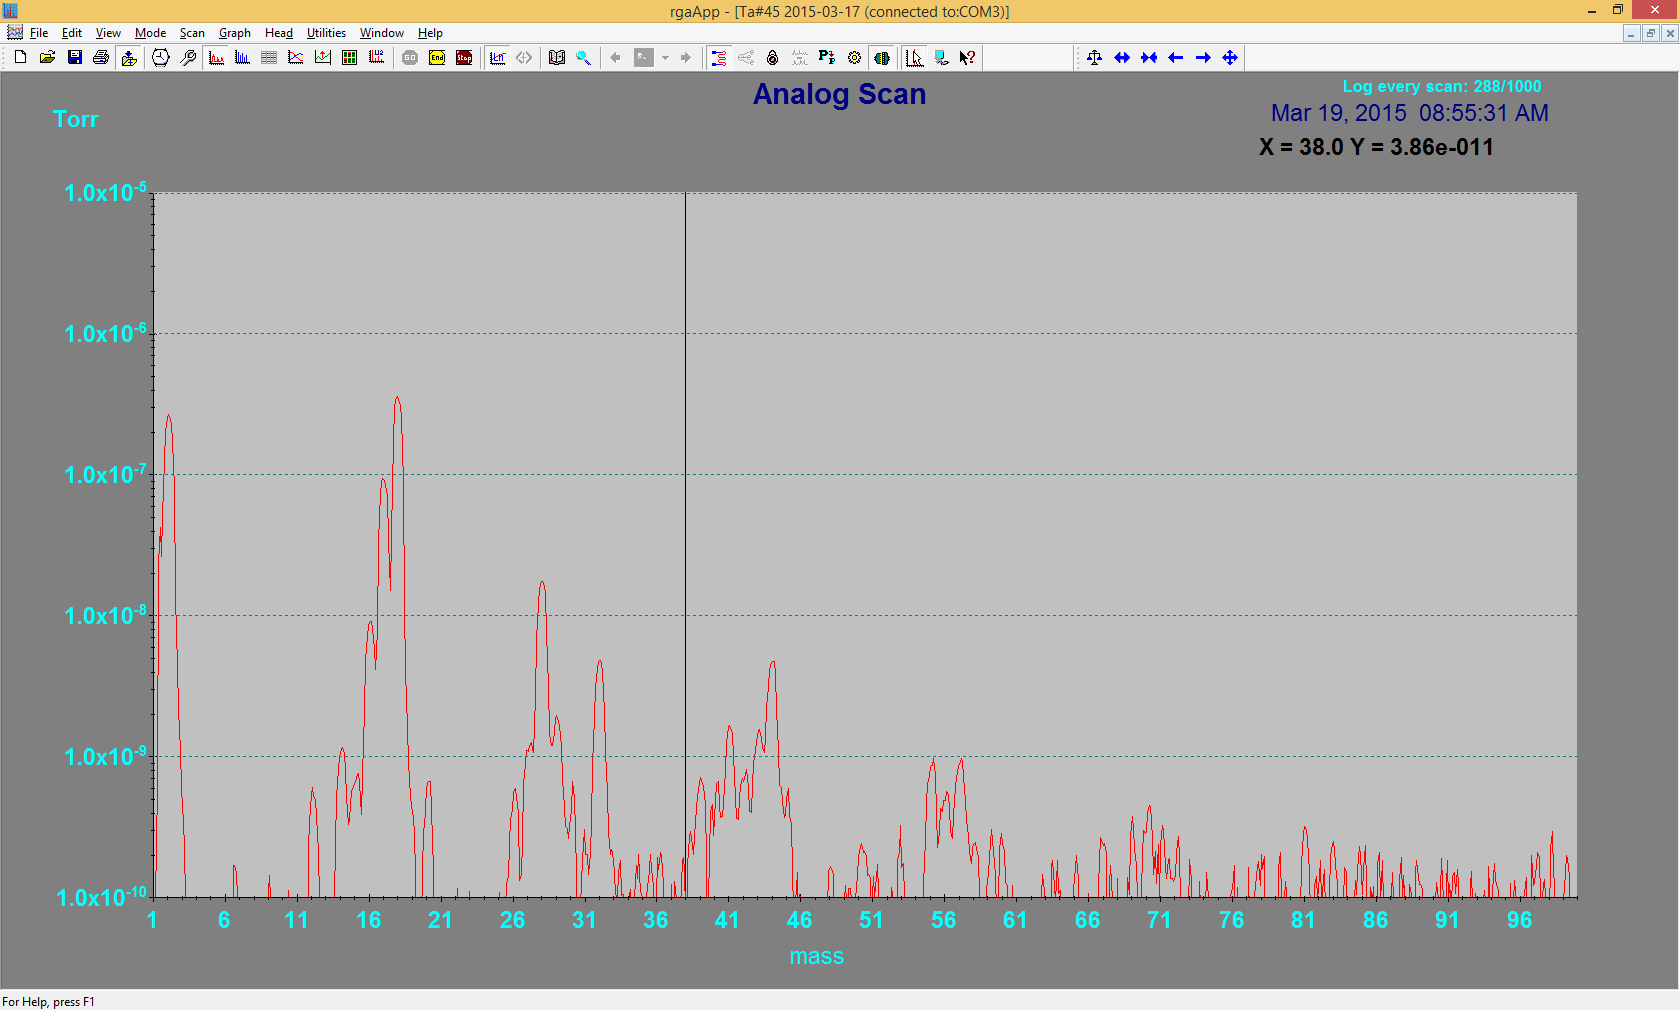 rgaApp - [Ta#45 2015-03-17 (connected to:COM3)]
File Edit View Mode Scan Graph Head Utilities Window Help
GO End Stop
Analog Scan
Log every scan: 288/1000
Torr
Mar 19, 2015 08:55:31 AM
X = 38.0 Y = 3.86e-011
1.0x10-5
1.0x10-6
1.0x10-7
1.0x10-8
1.0x10-9
1.0x10-10
1 6 11 16 21 26 31 36 41 46 51 56 61 66 71 76 81 86 91 96
mass
For Help, press F1